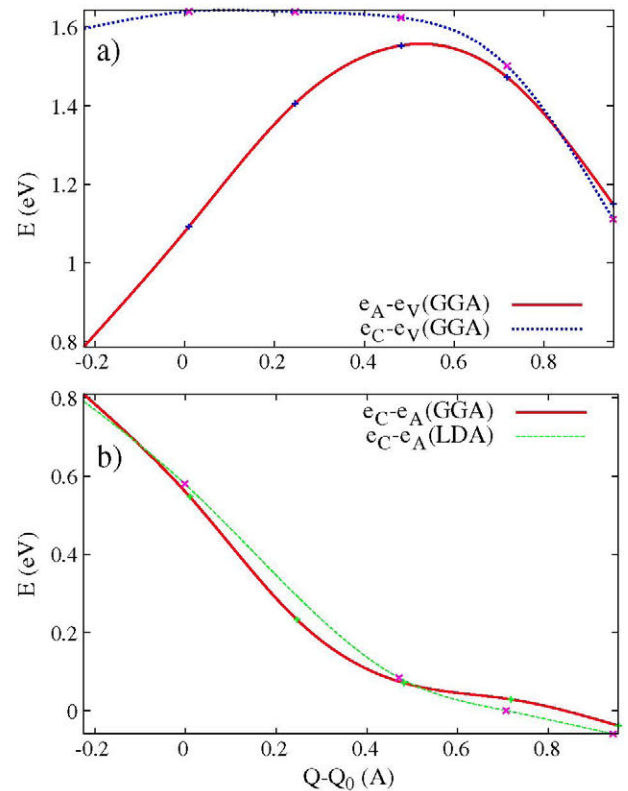 1.6
a)
1.4
1.2
E (eV)
1
e_A-e_V(GGA)
e_C-e_V(GGA)
0.8
-0.2 0 0.2 0.4 0.6 0.8
0.8
e_C-e_A(GGA)
e_C-e_A(LDA)
b)
0.6
E (eV)
0.4
0.2
0
-0.2 0 0.2 0.4 0.6 0.8
Q-Q_0 (A)